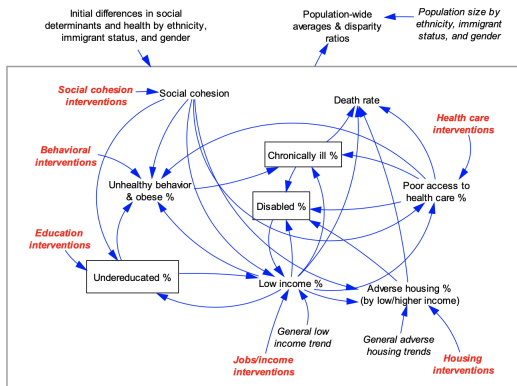 Initial differences in social
determinants and health by ethnicity,
immigrant status, and gender
Population-wide
averages & disparity
ratios
Population size by
ethnicity, immigrant
status, and gender
Social cohesion
interventions
Social cohesion
Death rate
Health care
interventions
Behavioral
interventions
Chronically ill %
Unhealthy behavior
& obese %
Poor access to
health care %
Disabled %
Education
interventions
Undereducated %
Low income %
Adverse housing %
(by low/higher income)
General low
income trend
General adverse
housing trends
Jobs/income
interventions
Housing
interventions